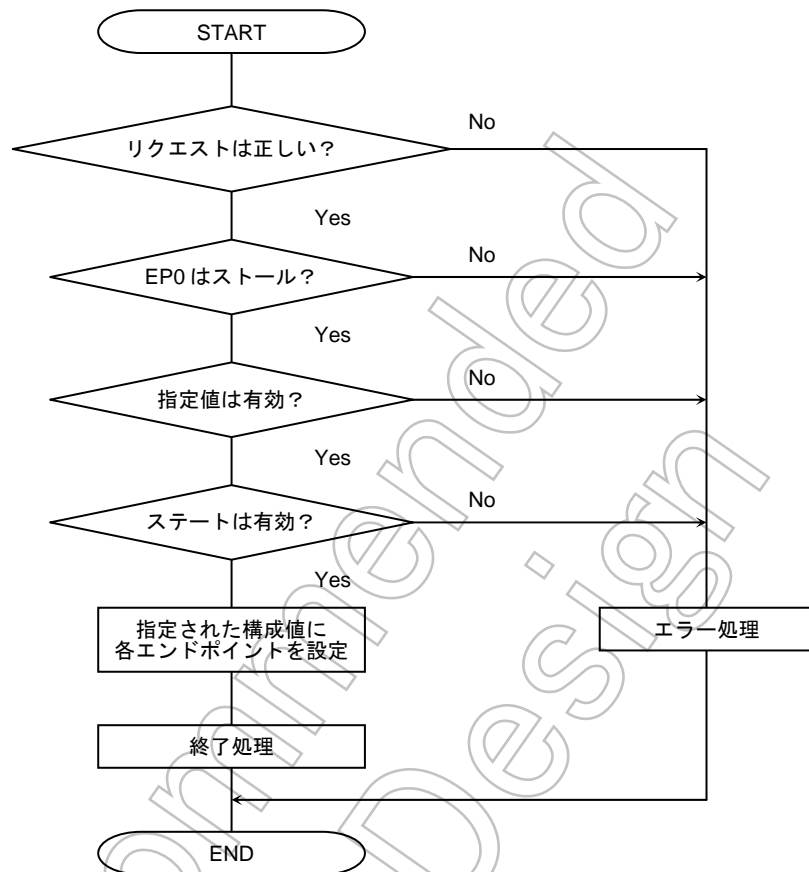 START
リクエストは正しい？
No
Yes
EP0 はストール？
No
Yes
指定値は有効？
No
Yes
ステートは有効？
No
Yes
指定された構成値に
各エンドポイントを設定
エラー処理
終了処理
END
ommended
Design